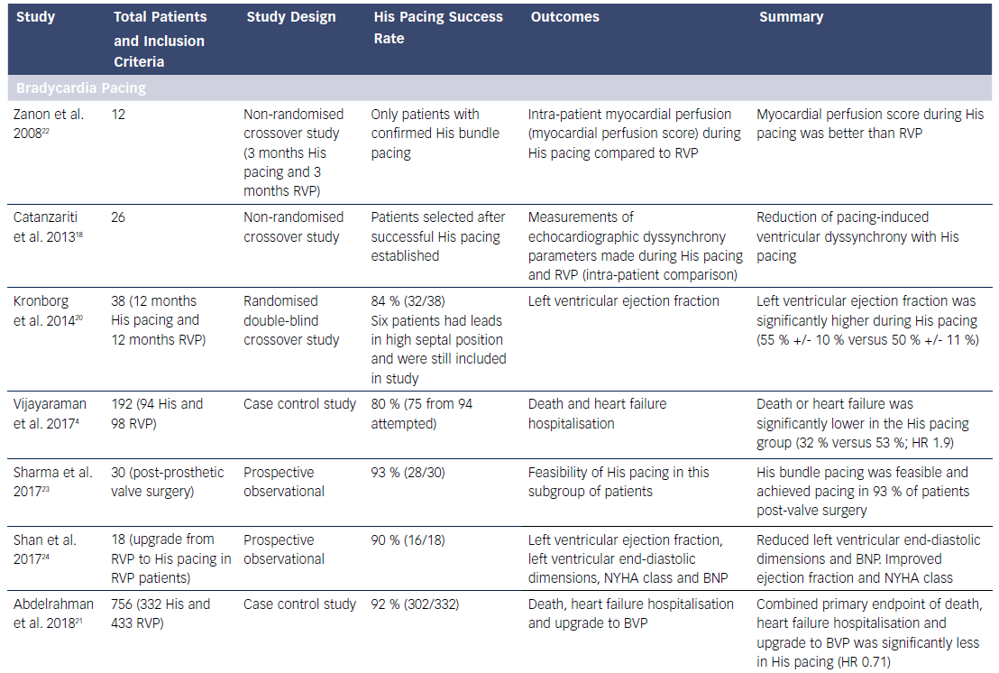 Study
Total Patients
and Inclusion
Criteria
Study Design
His Pacing Success
Rate
Outcomes
Summary
Bradycardia Pacing
Zanon et al.
2008²²
12
Non-randomised
crossover study
(3 months His
pacing and 3
months RVP)
Only patients with
confirmed His bundle
pacing
Intra-patient myocardial perfusion
(myocardial perfusion score) during
His pacing compared to RVP
Myocardial perfusion score during His
pacing was better than RVP
Catanzariti
et al. 2013¹⁸
26
Non-randomised
crossover study
Patients selected after
successful His pacing
established
Measurements of
echocardiographic dyssynchrony
parameters made during His pacing
and RVP (intra-patient comparison)
Reduction of pacing-induced
ventricular dyssynchrony with His
pacing
Kronborg
et al. 2014²⁰
38 (12 months
His pacing and
12 months RVP)
Randomised
double-blind
crossover study
84 % (32/38)
Six patients had leads
in high septal position
and were still included
in study
Left ventricular ejection fraction
Left ventricular ejection fraction was
significantly higher during His pacing
(55 % +/- 10 % versus 50 % +/- 11 %)
Vijayaraman
et al. 2017⁴
192 (94 His and
98 RVP)
Case control study
80 % (75 from 94
attempted)
Death and heart failure
hospitalisation
Death or heart failure was
significantly lower in the His pacing
group (32 % versus 53 %; HR 1.9)
Sharma et al.
2017²³
30 (post-prosthetic
valve surgery)
Prospective
observational
93 % (28/30)
Feasibility of His pacing in this
subgroup of patients
His bundle pacing was feasible and
achieved pacing in 93 % of patients
post-valve surgery
Shan et al.
2017²⁴
18 (upgrade from
RVP to His pacing in
RVP patients)
Prospective
observational
90 % (16/18)
Left ventricular ejection fraction,
left ventricular end-diastolic
dimensions, NYHA class and BNP
Reduced left ventricular end-diastolic
dimensions and BNP. Improved
ejection fraction and NYHA class
Abdelrahman
et al. 2018²¹
756 (332 His and
433 RVP)
Case control study
92 % (302/332)
Death, heart failure hospitalisation
and upgrade to BVP
Combined primary endpoint of death,
heart failure hospitalisation and
upgrade to BVP was significantly less
in His pacing (HR 0.71)